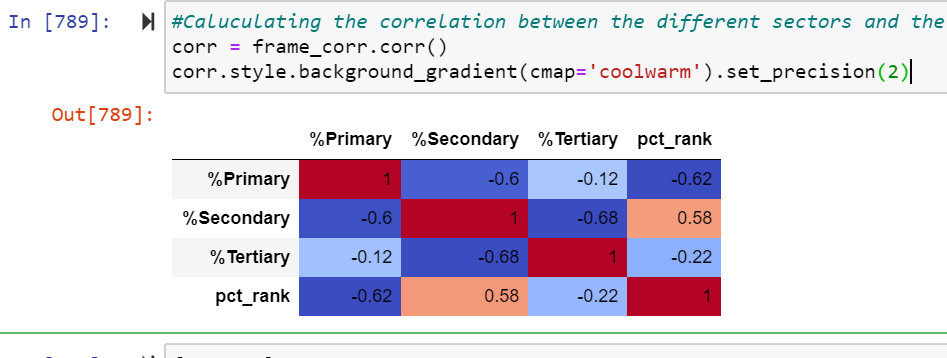 In [789]:
#Caluculating the correlation between the different sectors and the
corr = frame_corr.corr()
corr.style.background_gradient(cmap='coolwarm').set_precision(2)
Out[789]:
%Primary %Secondary %Tertiary pct_rank
%Primary 1 -0.6 -0.12 -0.62
%Secondary -0.6 1 -0.68 0.58
%Tertiary -0.12 -0.68 1 -0.22
pct_rank -0.62 0.58 -0.22 1